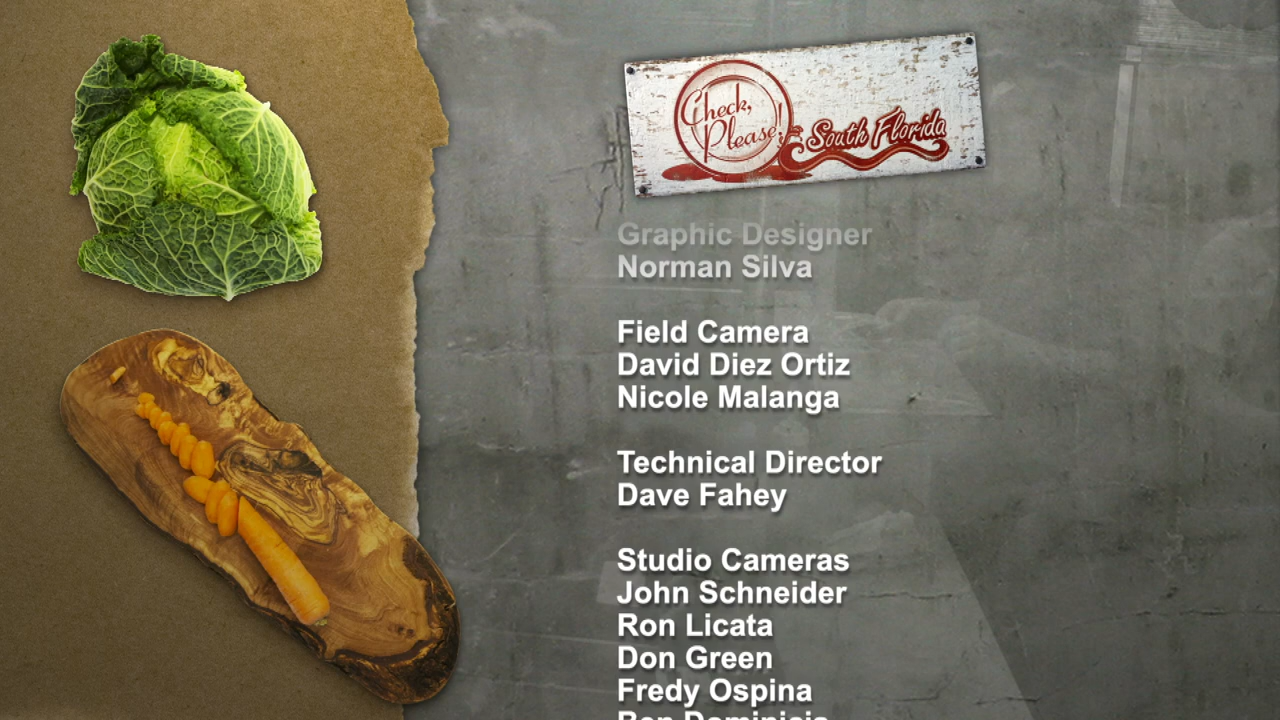 Check,
Please!
South Florida
Graphic Designer
Norman Silva
Field Camera
David Diez Ortiz
Nicole Malanga
Technical Director
Dave Fahey
Studio Cameras
John Schneider
Ron Licata
Don Green
Fredy Ospina